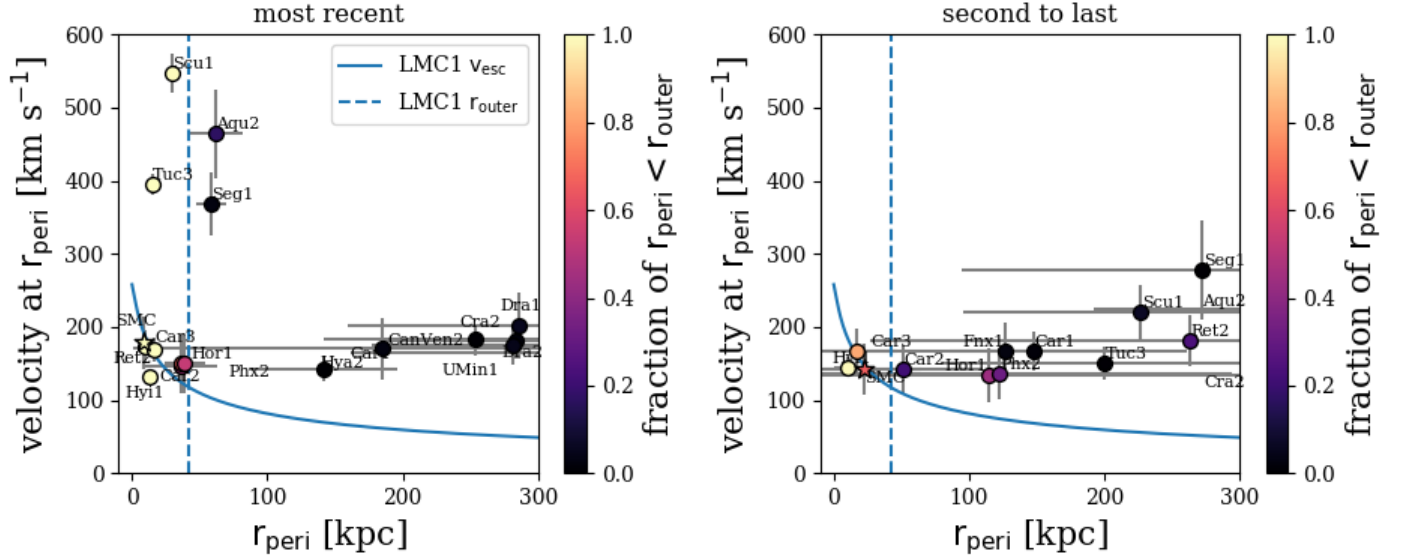 most recent
second to last
velocity at r_peri [km s⁻¹]
600
500
400
300
200
100
0
LMC1 v_esc
LMC1 r_outer
Scu1
Aqu2
Tuc3
Seg1
SMC
Car3
Ret2
Hor1
Car2
Hyi1
Phx2
Hya2
Car1
CanVen2
Cra2
Dra1
Dra2
UMin1
0
100
200
300
r_peri [kpc]
1.0
0.8
0.6
0.4
0.2
0.0
fraction of r_peri < r_outer
velocity at r_peri [km s⁻¹]
600
500
400
300
200
100
0
Seg1
Scu1
Aqu2
Ret2
Car3
Fnx1
Car1
Tuc3
Car2
Hor1
Phx2
SMC
Cra2
0
100
200
300
r_peri [kpc]
1.0
0.8
0.6
0.4
0.2
0.0
fraction of r_peri < r_outer